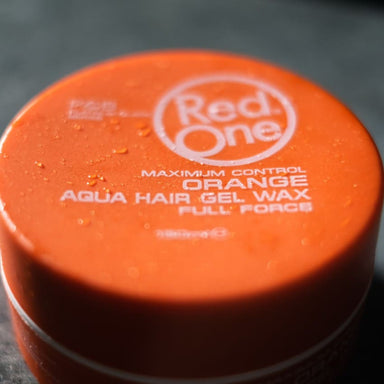 Red
One
MAXIMUM CONTROL
ORANGE
AQUA HAIR GEL WAX
FULL FORCE